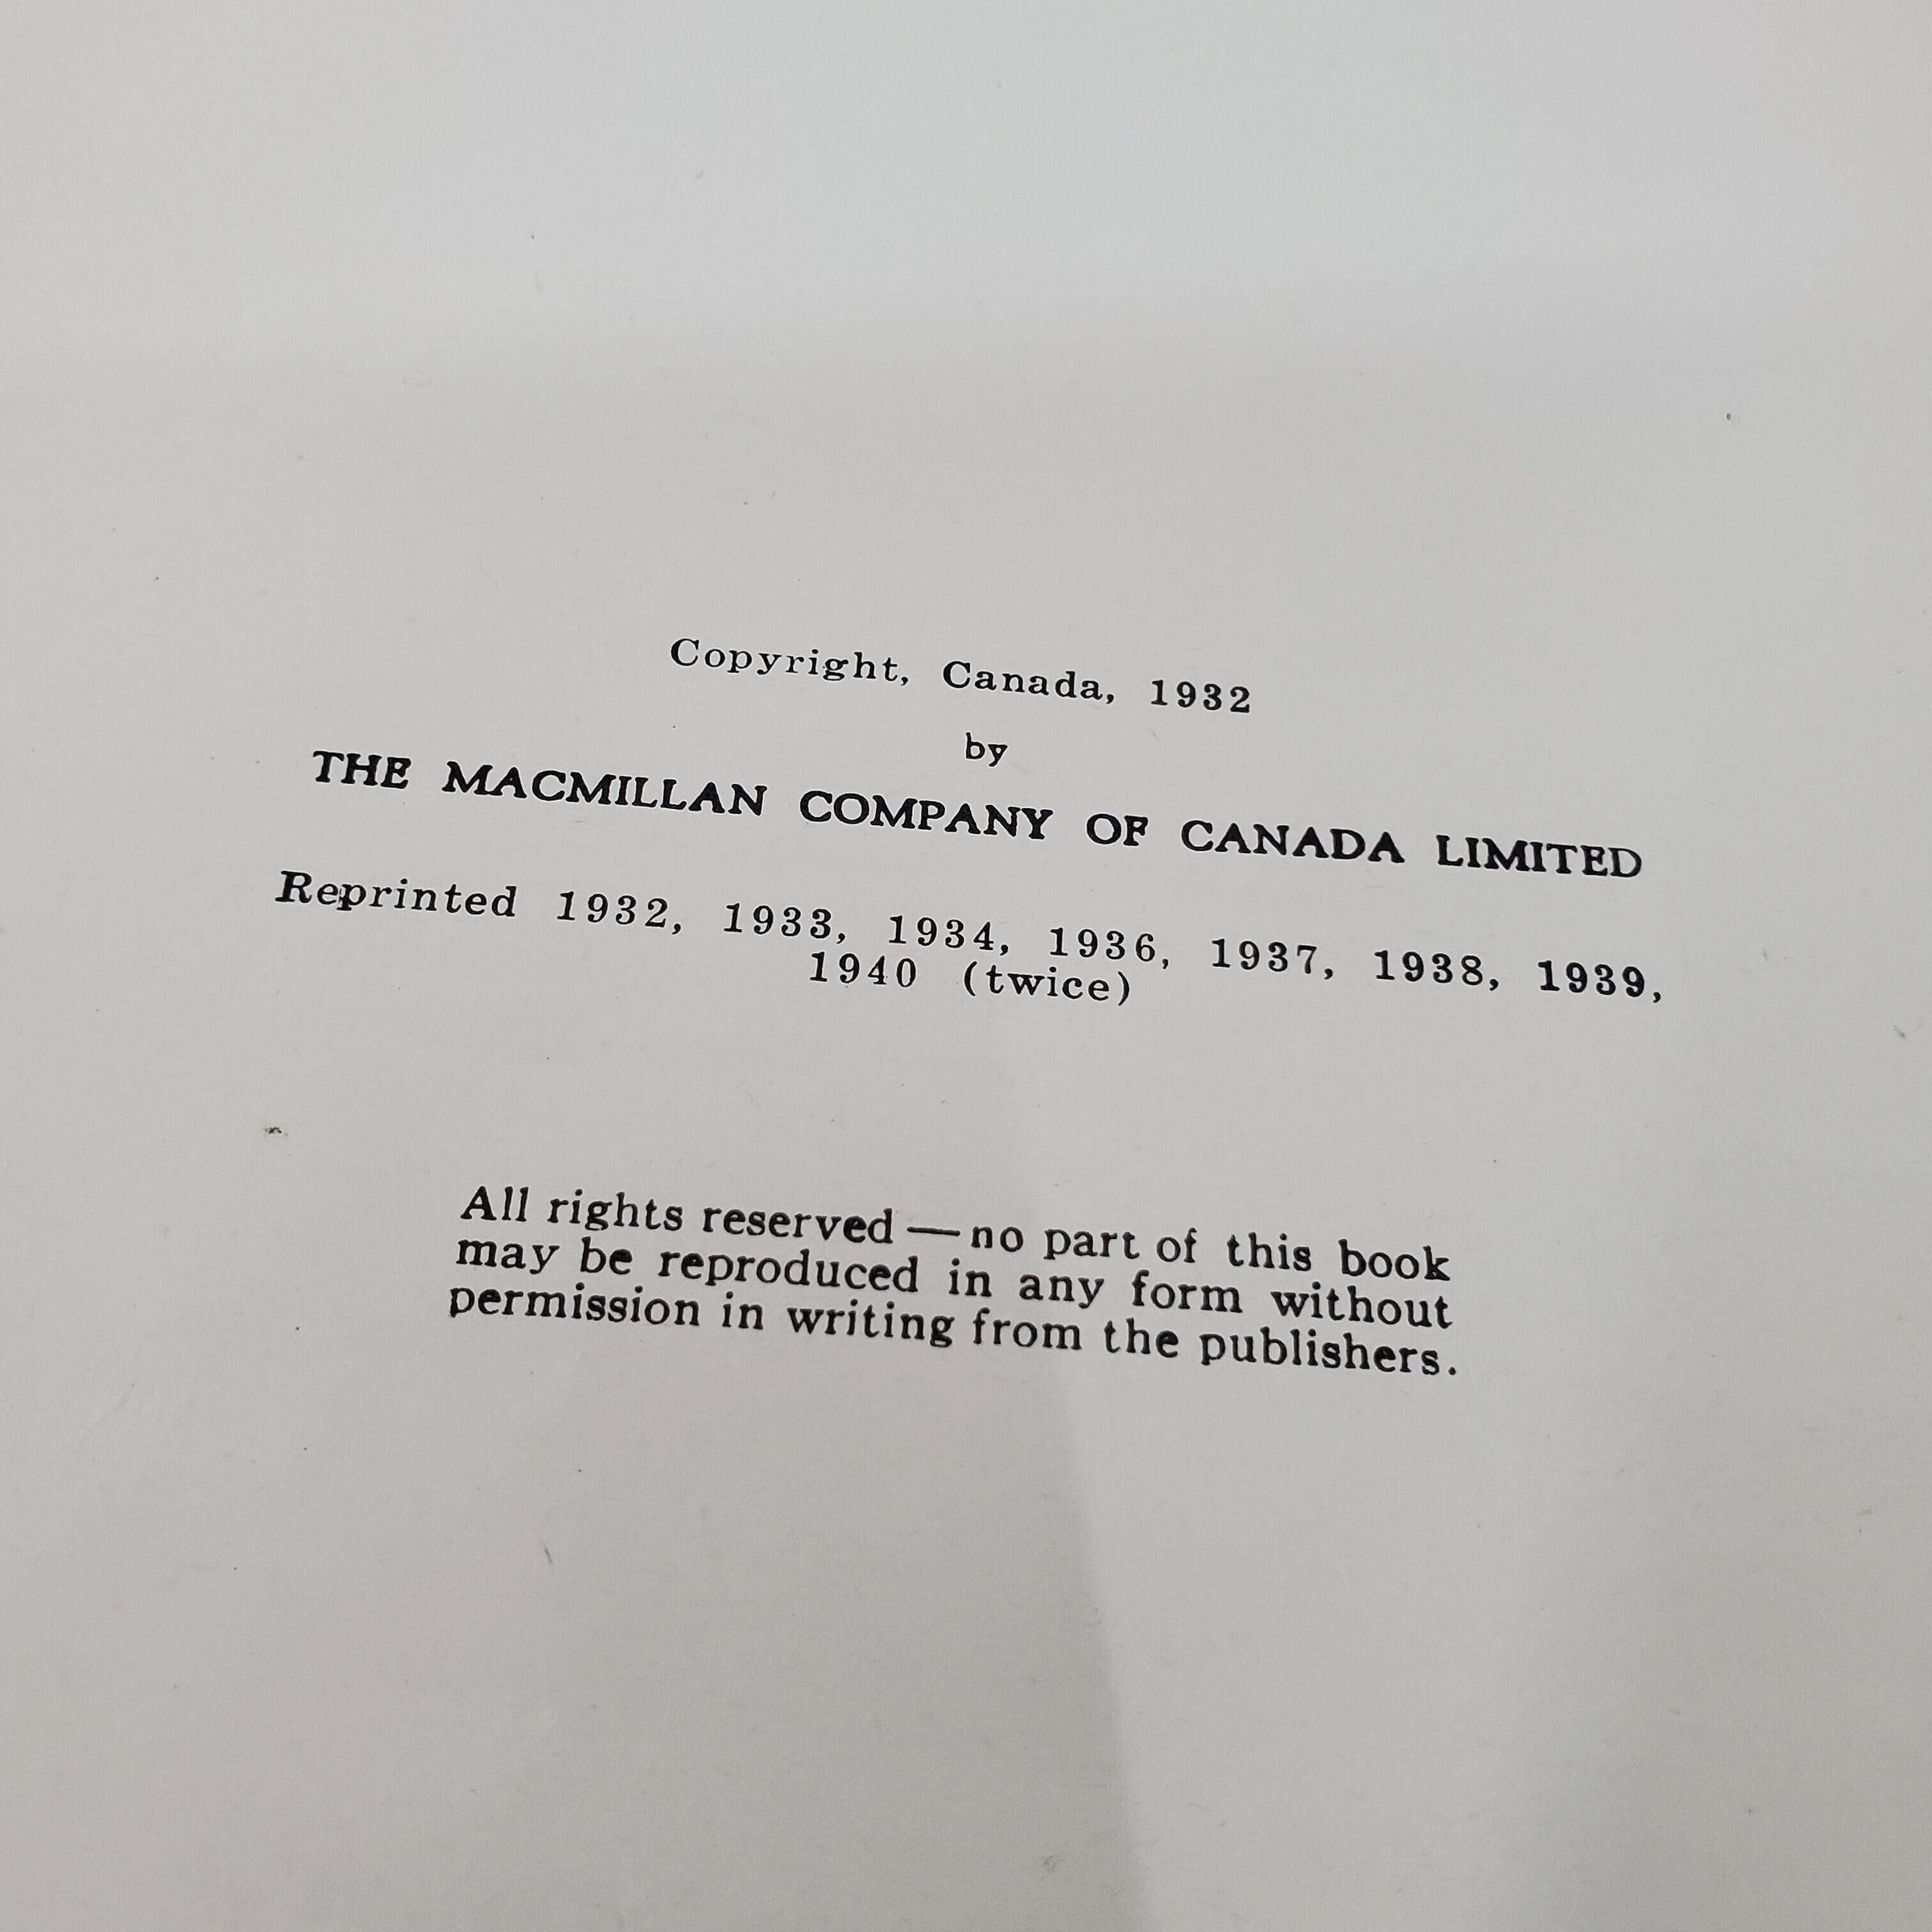 Copyright, Canada, 1932
by
THE MACMILLAN COMPANY OF CANADA LIMITED
Reprinted 1932, 1933, 1934, 1936, 1937, 1938, 1939,
1940 (twice)
All rights reserved — no part of this book
may be reproduced in any form without
permission in writing from the publishers.